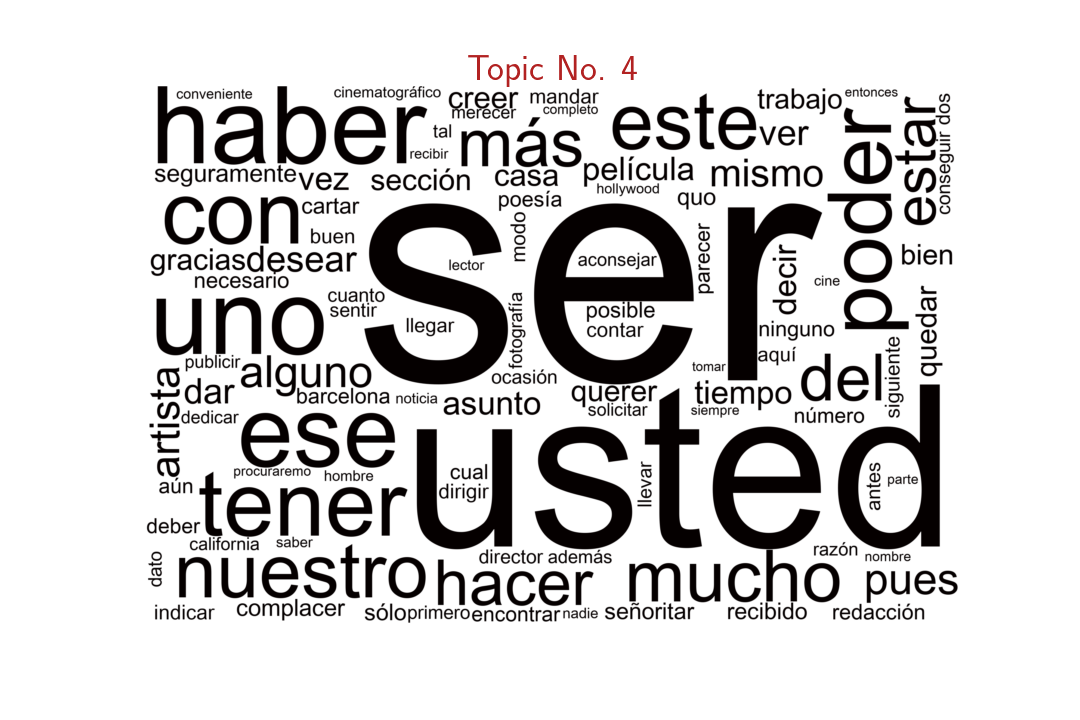 Topic No. 4
conveniente
cinematográfico
creer
mandar
trabajo
entonces
haber
merecer
completo
este
ver
poder
estar
dos
tal
más
recibir
conseguir
seguramente
vez
sección
casa
película
mismo
hollywood
con
cartar
poesía
quo
ser
buen
modo
parecer
decir
bien
gracias
desear
lector
aconsejar
necesario
cine
uno
cuanto
sentir
llegar
fotografía
posible
contar
ninguno
quedar
aquí
publicir
alguno
ocasión
tomar
del
siguiente
artista
dar
barcelona
noticia
asunto
querer
tiempo
solicitar
siempre
número
dedicar
ese
usted
procuraremo
hombre
cual
dirigir
llevar
antes
parte
aún
tener
deber
california
saber
director
además
razón
nombre
dato
nuestro
hacer
mucho
pues
indicar
complacer
sólo
primero
encontrar
nadie
señoritar
recibido
redacción